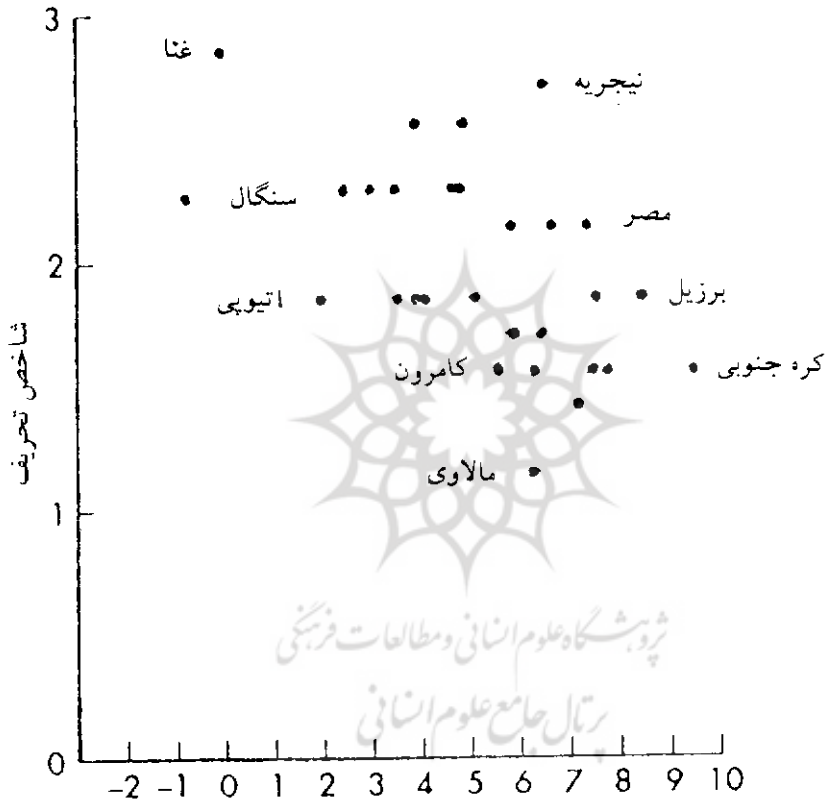 3
غنا
نیجریه
سنگال
مصر
2
اتیوپی
برزیل
شاخص تحریف
کامرون
کره جنوبی
مالاوی
1
پژوهشگاه علوم انسانی و مطالعات فرهنگی
پرتال جامع علوم انسانی
0
-2 -1 0 1 2 3 4 5 6 7 8 9 10